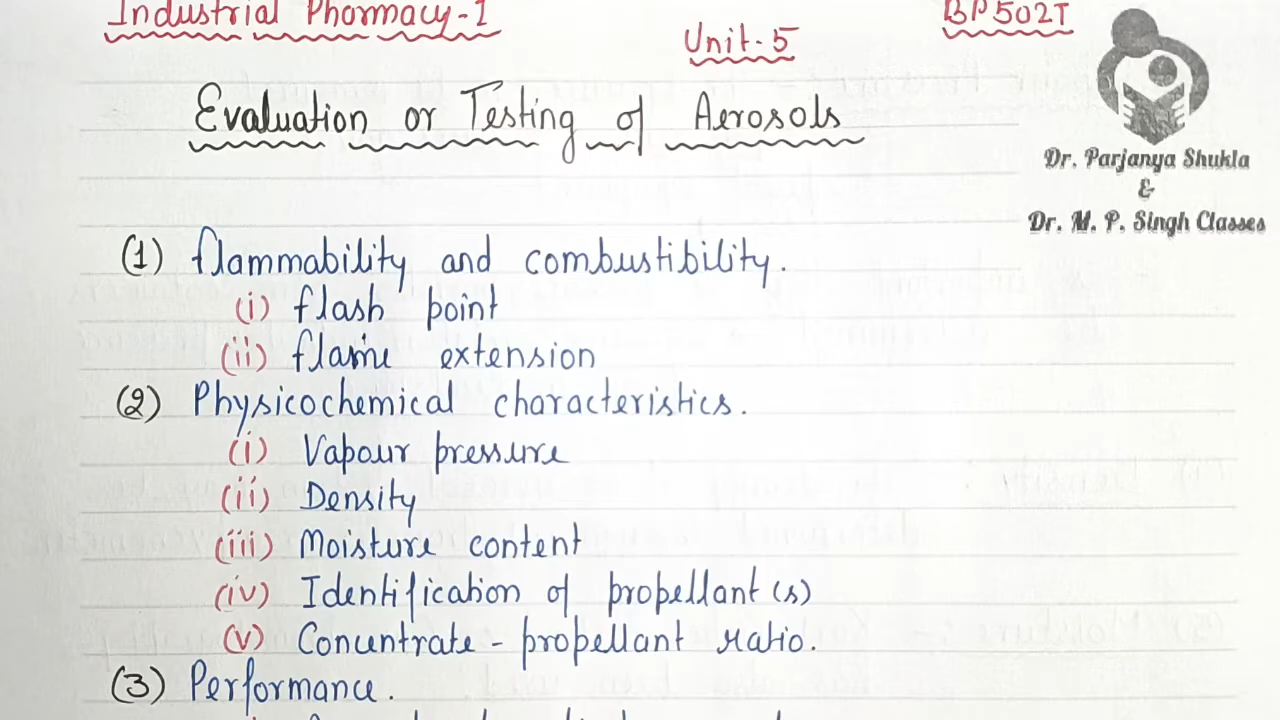 Industrial Pharmacy-I
BP502T
Unit-5
Evaluation or Testing of Aerosols
Dr. Parjanya Shukla
&
Dr. M. P. Singh Classes
(1) flammability and combustibility.
(i) flash point
(ii) flame extension
(2) Physicochemical characteristics.
(i) Vapour pressure
(ii) Density
(iii) Moisture content
(iv) Identification of propellant(s)
(v) Concentrate-propellant ratio.
(3) Performance.